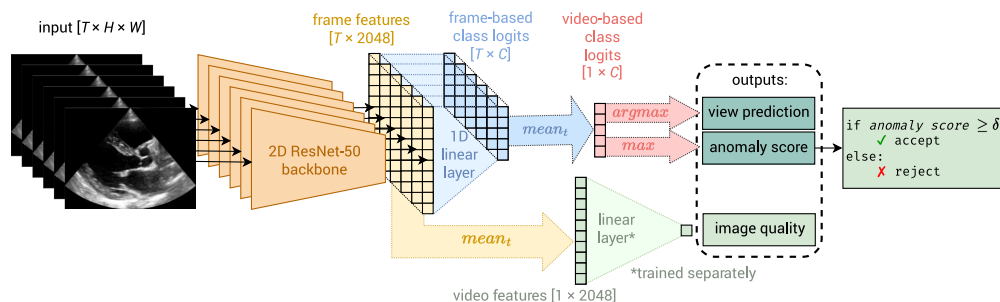 input [T × H × W]
frame features
[T × 2048]
frame-based
class logits
[T × C]
video-based
class
logits
[1 × C]
outputs:
2D ResNet-50
backbone
1D
linear
layer
mean_t
argmax
max
view prediction
anomaly score
if anomaly score ≥ δ
✓ accept
else:
✗ reject
mean_t
linear
layer*
image quality
*trained separately
video features [1 × 2048]